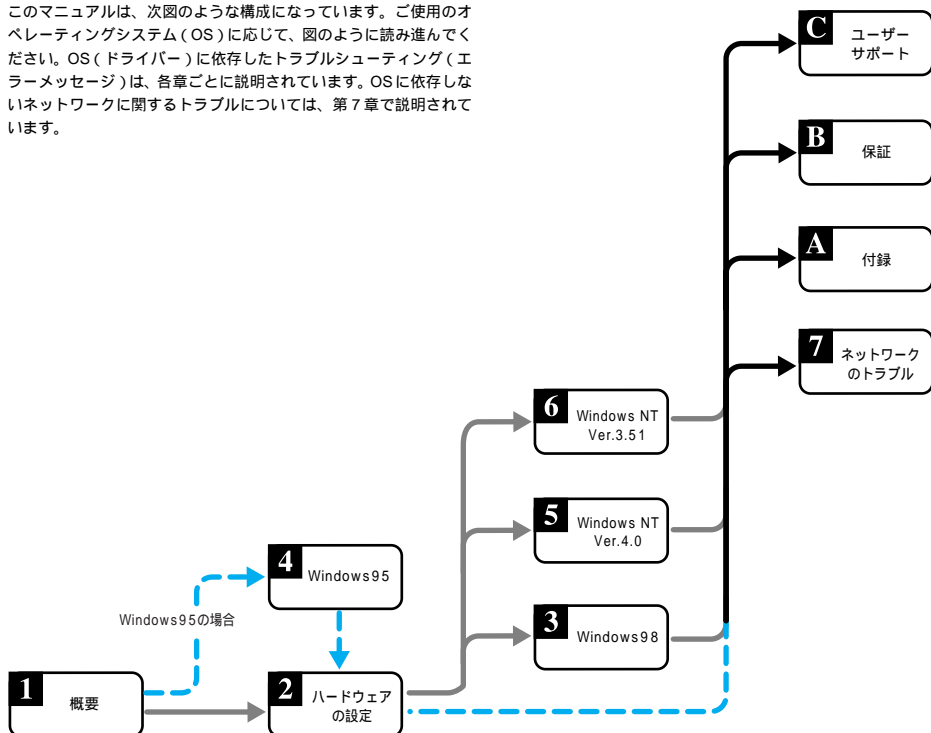 このマニュアルは、次図のような構成になっています。ご使用のオ
ペレーティングシステム(OS)に応じて、図のように読み進んでく
ださい。OS(ドライバー)に依存したトラブルシューティング(エ
ラーメッセージ)は、各章ごとに説明されています。OSに依存しな
いネットワークに関するトラブルについては、第7章で説明されて
います。
C
ユーザー
サポート
B
保証
A
付録
7
ネットワーク
のトラブル
6
Windows NT
Ver.3.51
5
Windows NT
Ver.4.0
4
Windows95
Windows95の場合
3
Windows98
1
概要
2
ハードウェア
の設定